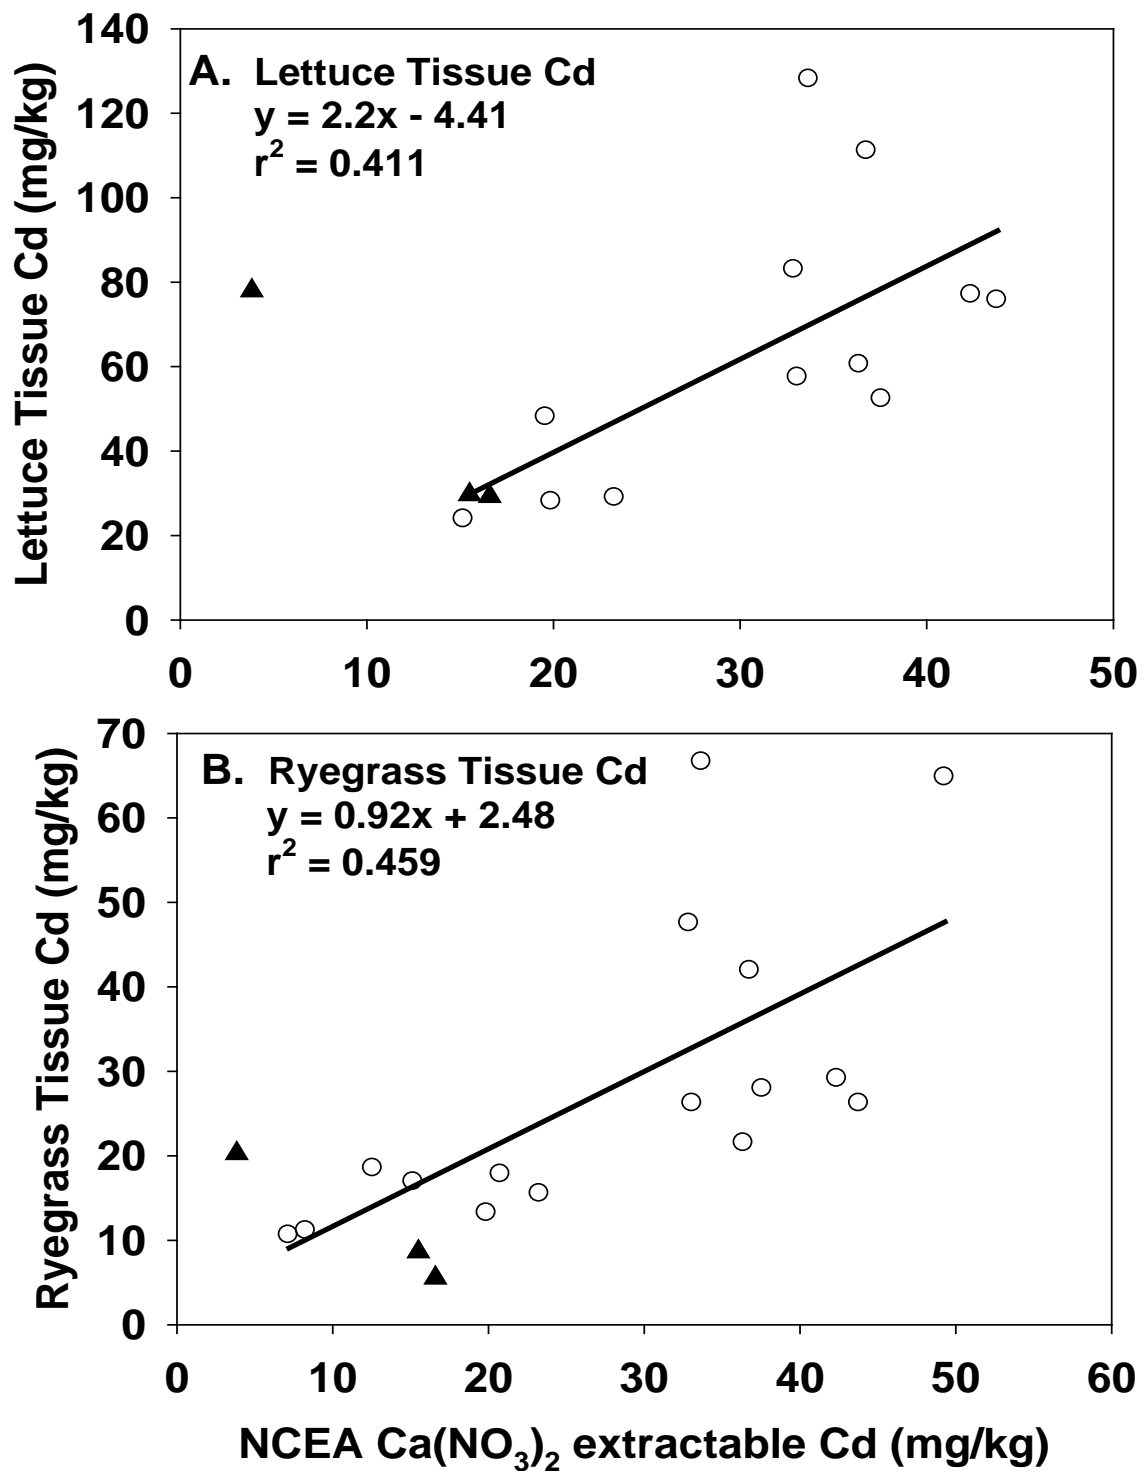 140
120
100
80
60
40
20
0
Lettuce Tissue Cd (mg/kg)
A. Lettuce Tissue Cd
y = 2.2x - 4.41
r² = 0.411
0 10 20 30 40 50
70
60
50
40
30
20
10
0
Ryegrass Tissue Cd (mg/kg)
B. Ryegrass Tissue Cd
y = 0.92x + 2.48
r² = 0.459
0 10 20 30 40 50 60
NCEA Ca(NO₃)₂ extractable Cd (mg/kg)